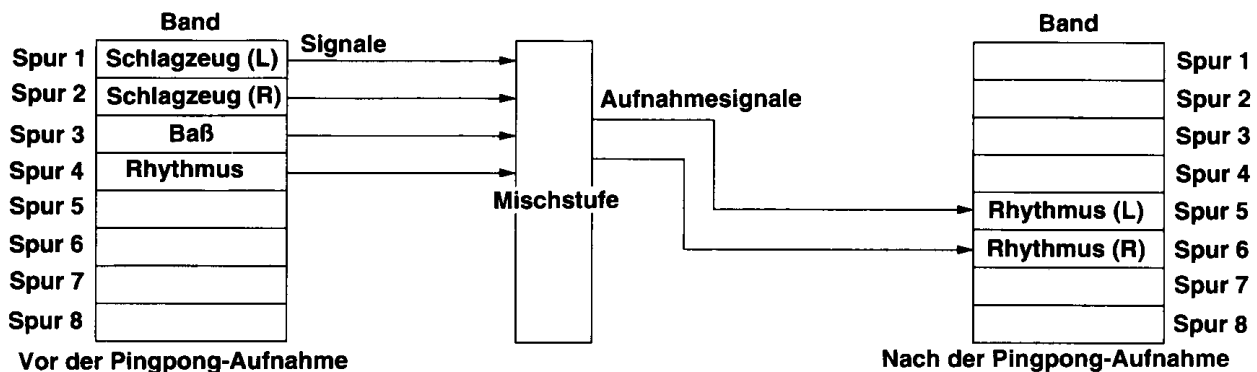 Band
Spur 1 Schlagzeug (L)
Spur 2 Schlagzeug (R)
Spur 3 Baß
Spur 4 Rhythmus
Spur 5
Spur 6
Spur 7
Spur 8
Vor der Pingpong-Aufnahme
Signale
Mischstufe
Aufnahmesignale
Band
Spur 1
Spur 2
Spur 3
Spur 4
Rhythmus (L) Spur 5
Rhythmus (R) Spur 6
Spur 7
Spur 8
Nach der Pingpong-Aufnahme